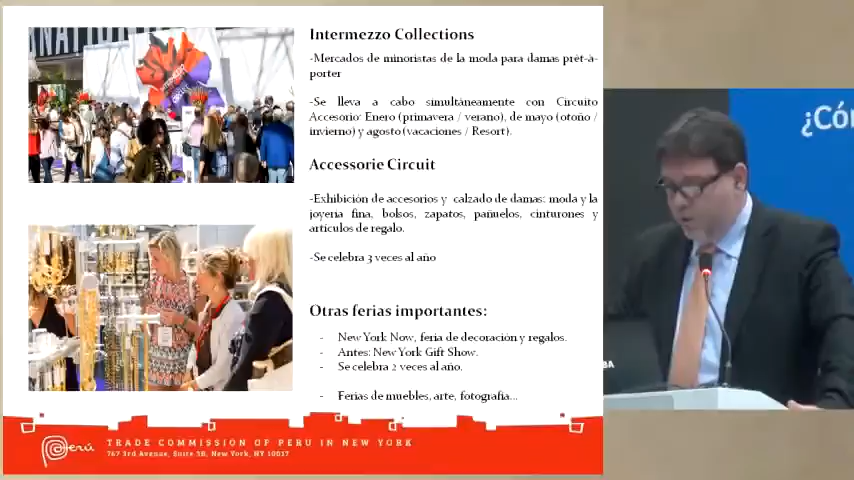 Intermezzo Collections
-Mercados de minoristas de la moda para damas prêt-à-
porter
-Se lleva a cabo simultáneamente con Circuito
Accesorio: Enero (primavera / verano), de mayo (otoño /
invierno) y agosto (vacaciones / Resort).
Accessorie Circuit
-Exhibición de accesorios y calzado de damas: moda y la
joyería fina, bolsos, zapatos, pañuelos, cinturones y
artículos de regalo.
-Se celebra 3 veces al año
Otras ferias importantes:
- New York Now, feria de decoración y regalos.
- Antes: New York Gift Show.
- Se celebra 2 veces al año.
- Ferias de muebles, arte, fotografía...
Perú
TRADE COMMISSION OF PERU IN NEW YORK
767 3rd Avenue, Suite 3B, New York, NY 10017
¿Cór
BA